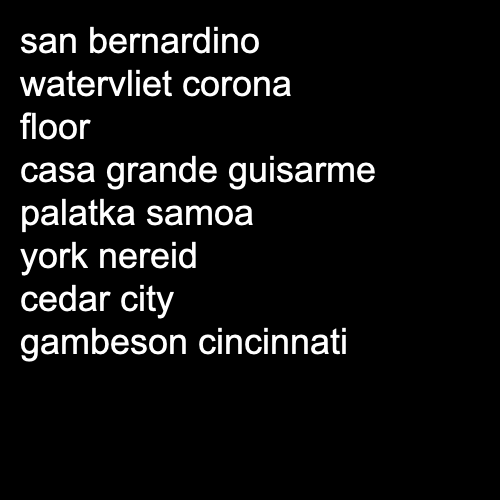 san bernardino
watervliet corona
floor
casa grande guisarme
palatka samoa
york nereid
cedar city
gambeson cincinnati